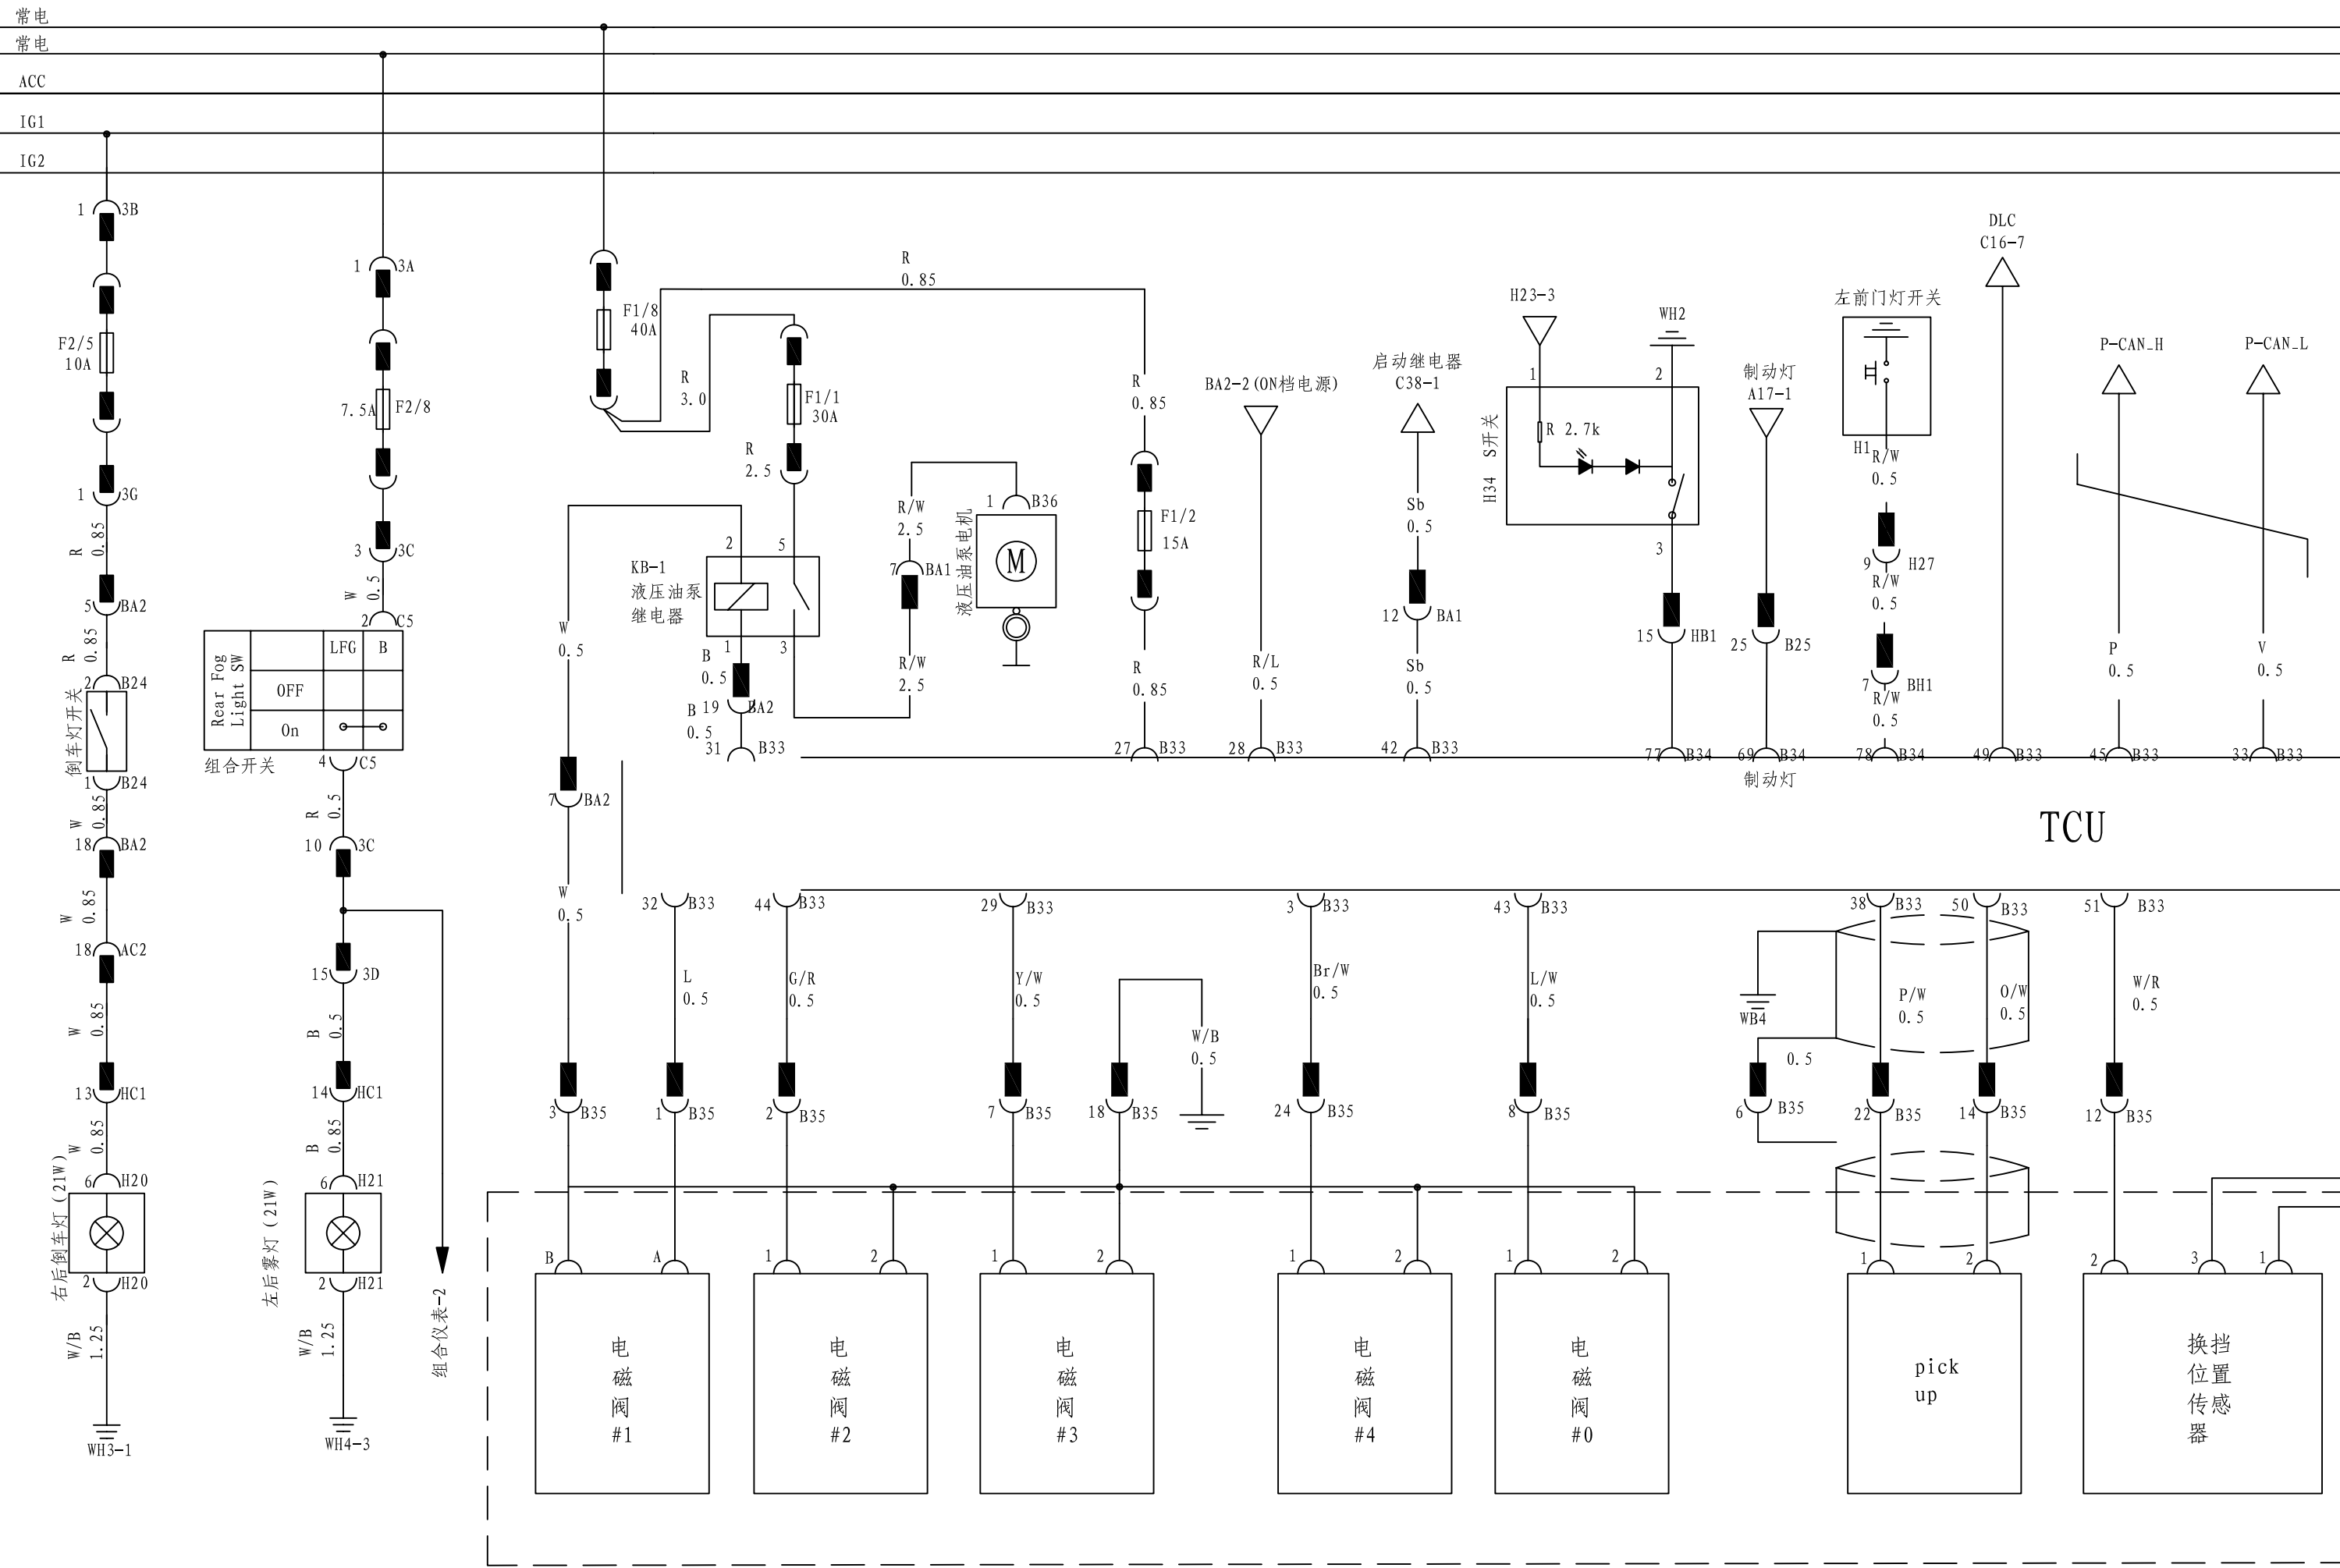 常电
常电
ACC
IG1
IG2
1 3B
F2/5
10A
1 3G
R 0.85
5 BA2
R 0.85
2 B24
倒车灯开关
1 B24
W 0.85
18 BA2
W 0.85
18 AC2
W 0.85
13 HC1
W 0.85
6 H20
右后倒车灯(21W)
2 H20
W/B 1.25
WH3-1
1 3A
7.5A F2/8
3 3C
W 0.5
2 C5
Rear Fog
Light SW
LFG B
OFF
On
组合开关
4 C5
R 0.5
10 3C
15 3D
B 0.5
14 HC1
B 0.85
6 H21
左后雾灯(21W)
2 H21
W/B 1.25
WH4-3
组合仪表-2
F1/8
40A
R
0.85
R
3.0
F1/1
30A
R
2.5
2 5
KB-1
液压油泵
继电器
1 3
B
0.5
19 BA2
B
0.5
31 B33
W
0.5
7 BA2
W
0.5
R/W
2.5
7 BA1
R/W
2.5
1 B36
液压油泵电机
M
R
0.85
F1/2
15A
R
0.85
27 B33
BA2-2(ON档电源)
R/L
0.5
28 B33
启动继电器
C38-1
Sb
0.5
12 BA1
Sb
0.5
42 B33
H23-3
WH2
1 2
R 2.7k
H34 S开关
3
15 HB1
77 B34
制动灯
A17-1
25 B25
69 B34
制动灯
左前门灯开关
H1
R/W
0.5
9 H27
R/W
0.5
7 BH1
R/W
0.5
78 B34
DLC
C16-7
49 B33
P-CAN_H
P
0.5
45 B33
P-CAN_L
V
0.5
33 B33
TCU
32 B33
44 B33
29 B33
3 B33
43 B33
38 B33
50 B33
51 B33
L
0.5
G/R
0.5
Y/W
0.5
W/B
0.5
Br/W
0.5
L/W
0.5
WB4
0.5
P/W
0.5
O/W
0.5
W/R
0.5
3 B35
1 B35
2 B35
7 B35
18 B35
24 B35
8 B35
6 B35
22 B35
14 B35
12 B35
B A
1 2
1 2
1 2
1 2
1 2
2 3 1
电
磁
阀
#1
电
磁
阀
#2
电
磁
阀
#3
电
磁
阀
#4
电
磁
阀
#0
pick
up
换挡
位置
传感
器